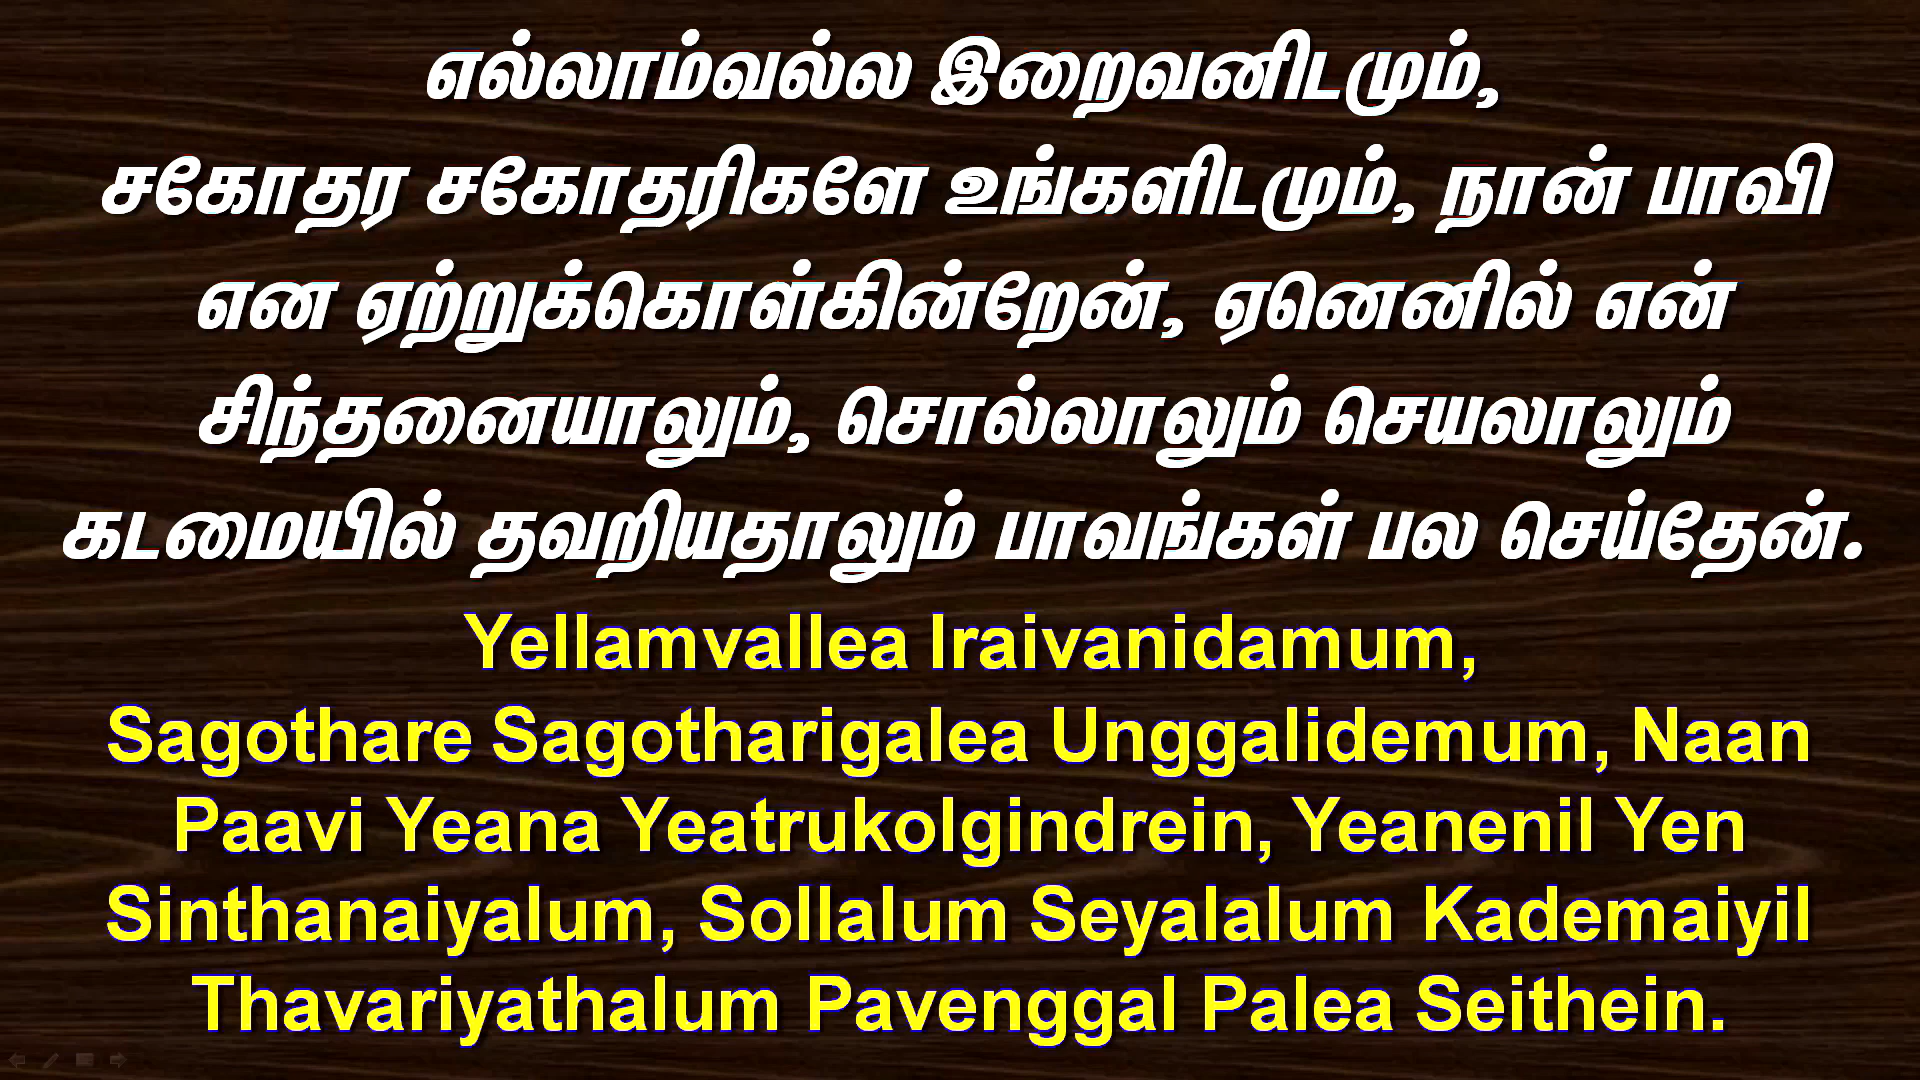 எல்லாம்வல்ல இறைவனிடமும்,
சகோதர சகோதரிகளே உங்களிடமும், நான் பாவி
என ஏற்றுக்கொள்கின்றேன், ஏனெனில் என்
சிந்தனையாலும், சொல்லாலும் செயலாலும்
கடமையில் தவறியதாலும் பாவங்கள் பல செய்தேன்.
Yellamvallea Iraivanidamum,
Sagothare Sagotharigalea Unggalidemum, Naan
Paavi Yeana Yeatrukolgindrein, Yeanenil Yen
Sinthanaiyalum, Sollalum Seyalalum Kademaiyil
Thavariyathalum Pavenggal Palea Seithein.